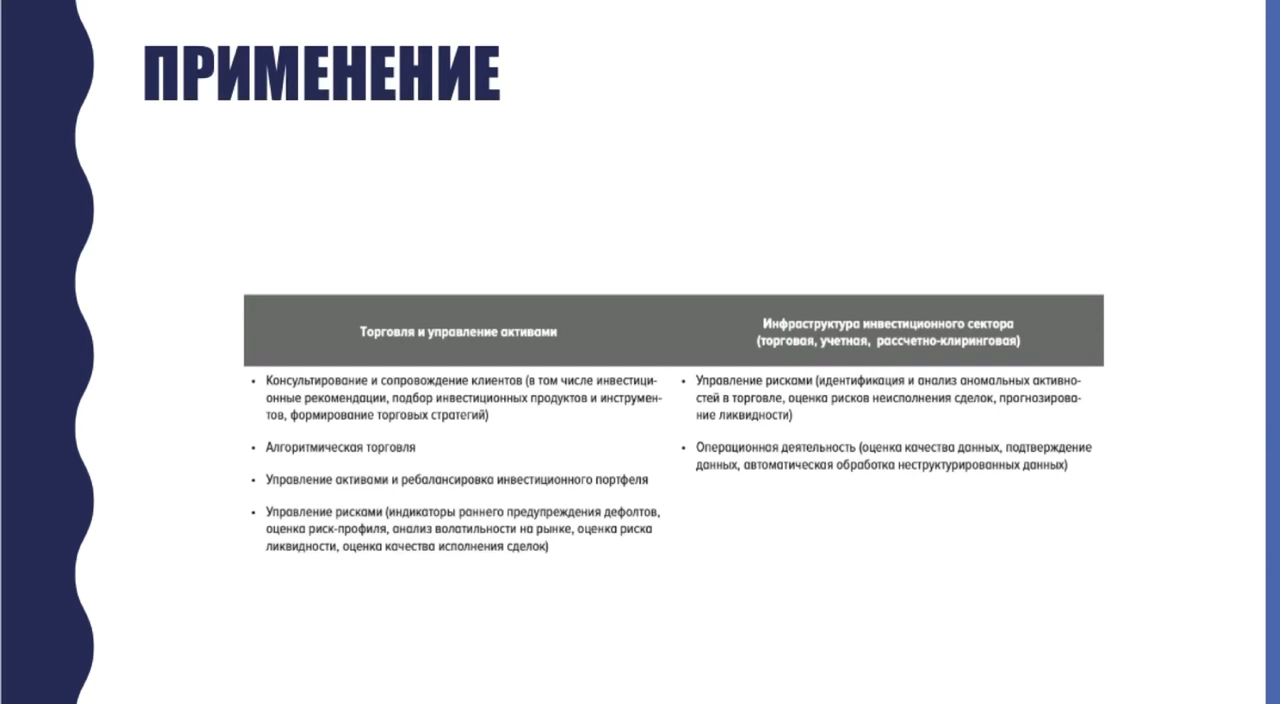 ПРИМЕНЕНИЕ
Торговля и управление активами
Инфраструктура инвестиционного сектора
(торговая, учетная, рассчетно-клиринговая)
• Консультирование и сопровождение клиентов (в том числе инвестици-
онные рекомендации, подбор инвестиционных продуктов и инструмен-
тов, формирование торговых стратегий)
• Алгоритмическая торговля
• Управление активами и ребалансировка инвестиционного портфеля
• Управление рисками (индикаторы раннего предупреждения дефолтов,
оценка риск-профиля, анализ волатильности на рынке, оценка риска
ликвидности, оценка качества исполнения сделок)
• Управление рисками (идентификация и анализ аномальных активно-
стей в торговле, оценка рисков неисполнения сделок, прогнозирова-
ние ликвидности)
• Операционная деятельность (оценка качества данных, подтверждение
данных, автоматическая обработка неструктурированных данных)